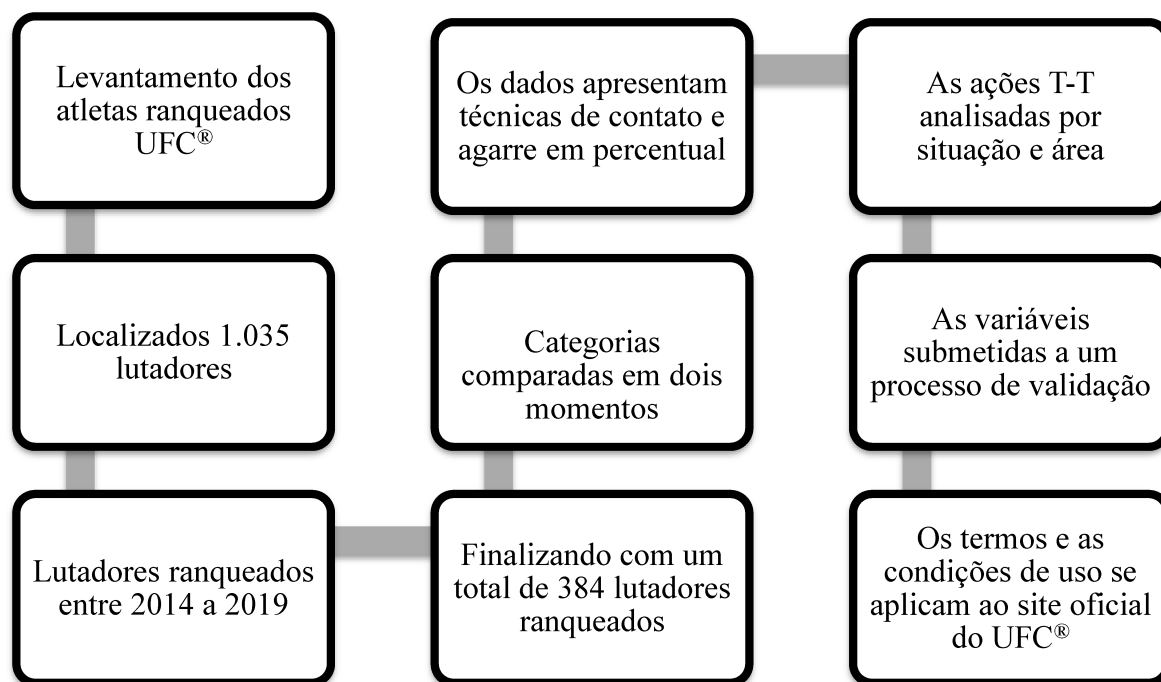 Levantamento dos
atletas ranqueados
UFC®
Localizados 1.035
lutadores
Lutadores ranqueados
entre 2014 a 2019
Finalizando com um
total de 384 lutadores
ranqueados
Categorias
comparadas em dois
momentos
Os dados apresentam
técnicas de contato e
agarre em percentual
As ações T-T
analisadas por
situação e área
As variáveis
submetidas a um
processo de validação
Os termos e as
condições de uso se
aplicam ao site oficial
do UFC®